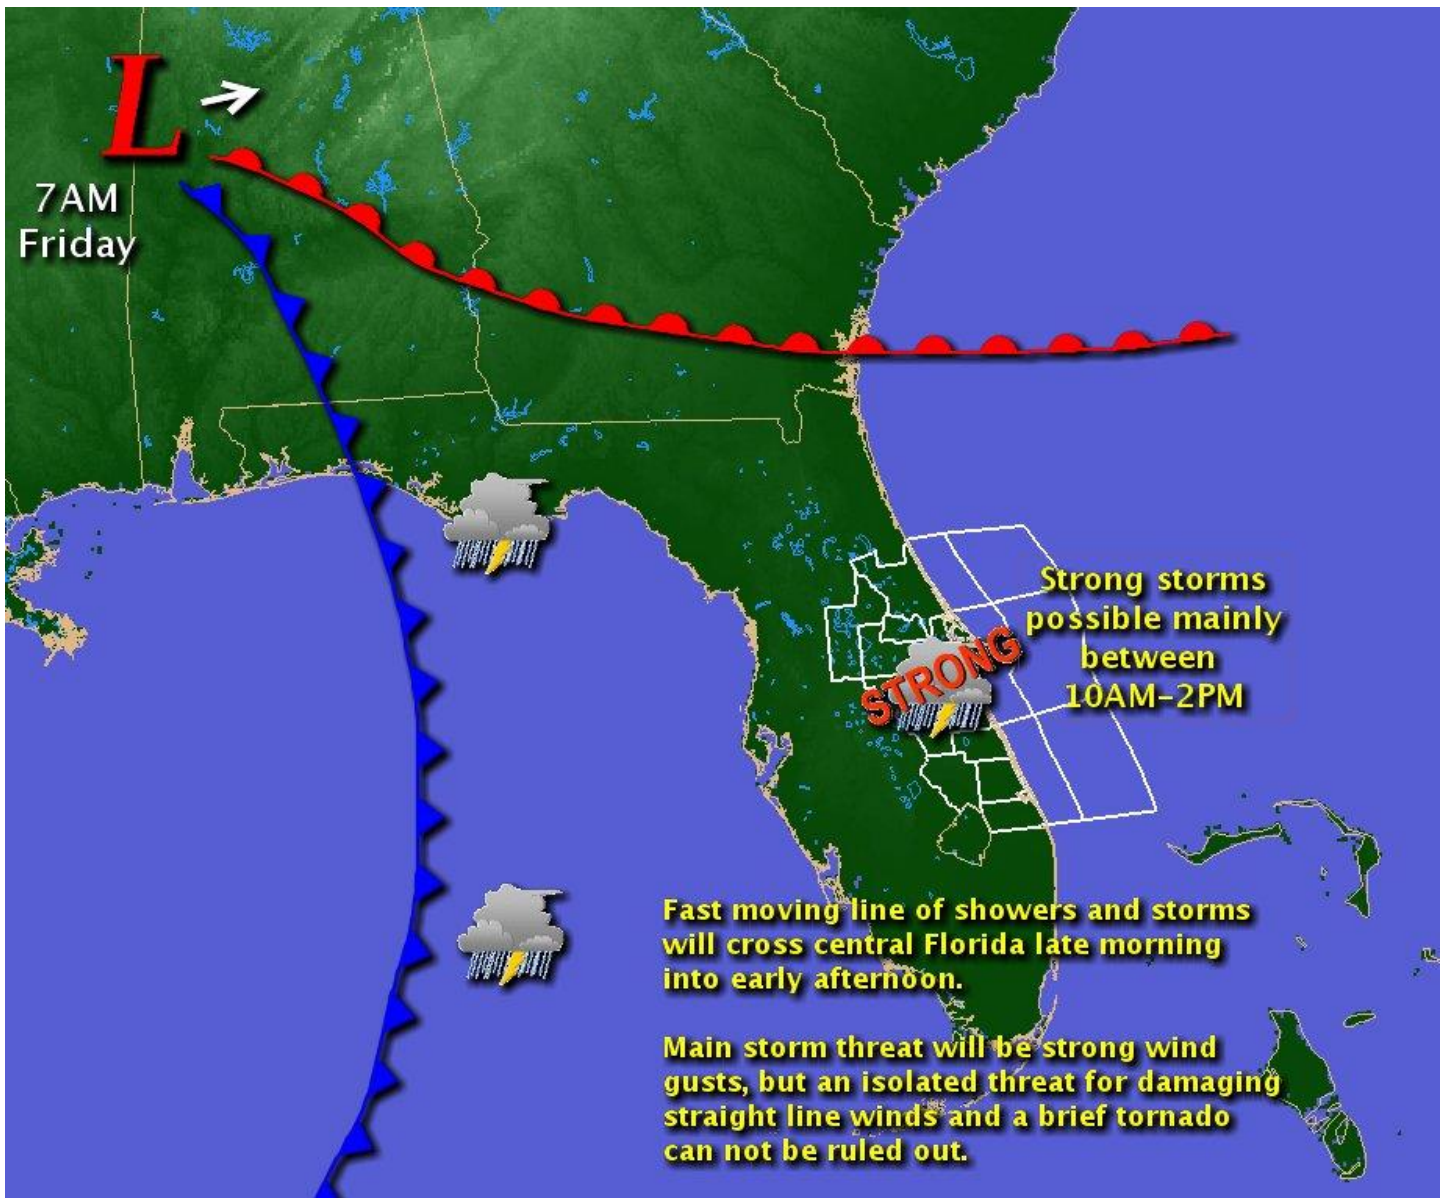 L
7AM
Friday
Strong storms
possible mainly
between
10AM-2PM
STRONG
Fast moving line of showers and storms
will cross central Florida late morning
into early afternoon.
Main storm threat will be strong wind
gusts, but an isolated threat for damaging
straight line winds and a brief tornado
can not be ruled out.